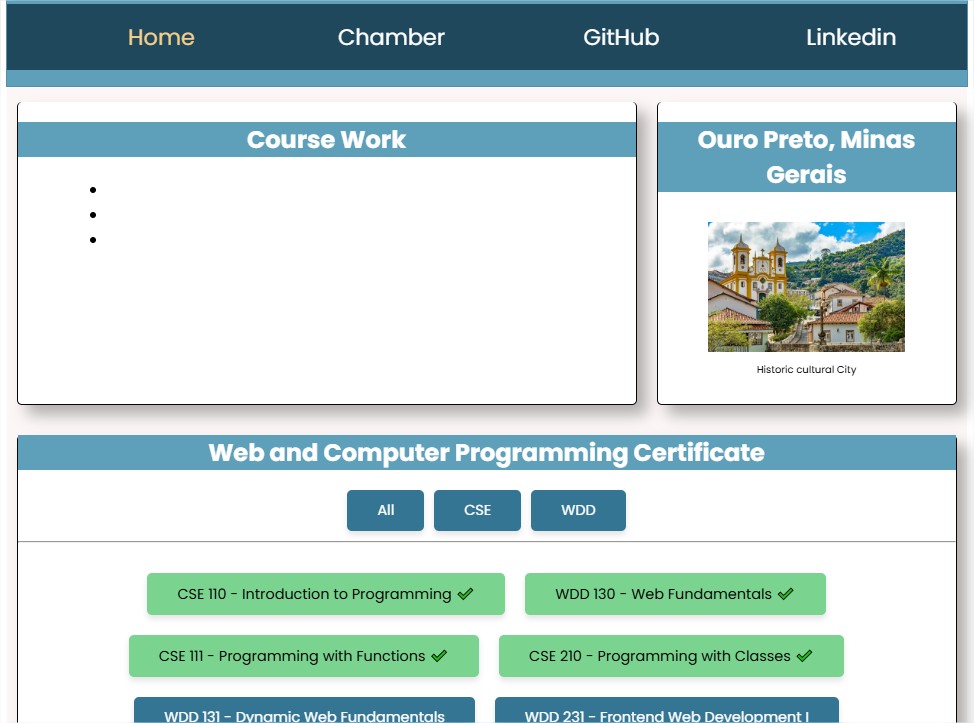 Home Chamber GitHub Linkedin
Course Work
Ouro Preto, Minas
Gerais
Historic cultural City
Web and Computer Programming Certificate
All CSE WDD
CSE 110 - Introduction to Programming ✔
WDD 130 - Web Fundamentals ✔
CSE 111 - Programming with Functions ✔
CSE 210 - Programming with Classes ✔
WDD 131 - Dynamic Web Fundamentals
WDD 231 - Frontend Web Development I